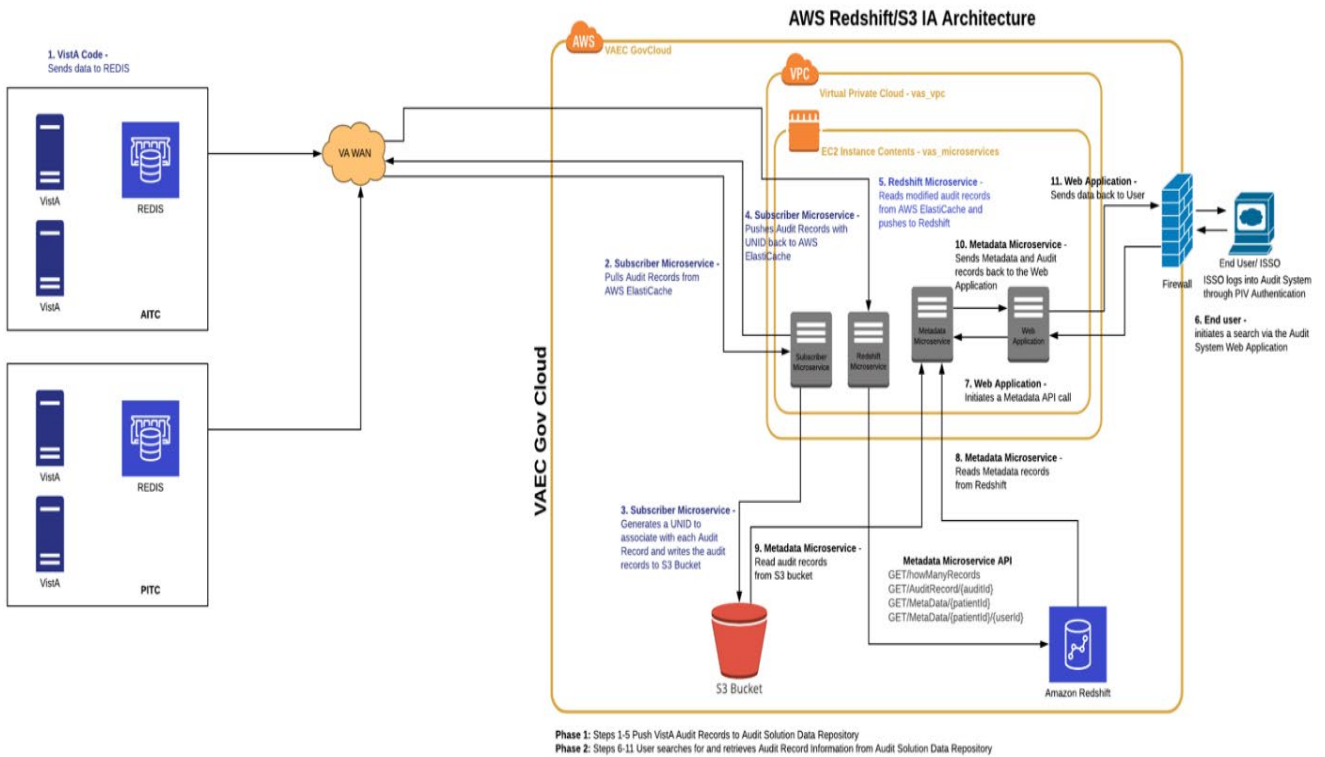 AWS Redshift/S3 IA Architecture
1. VistA Code -
Sends data to REDIS
VistA
REDIS
VistA
AITC
VistA
REDIS
VistA
PITC
VA WAN
AWS
VAEC GovCloud
VPC
Virtual Private Cloud - vas_vpc
EC2 Instance Contents - vas_microservices
2. Subscriber Microservice -
Pulls Audit Records from
AWS ElastiCache
4. Subscriber Microservice -
Pushes Audit Records with
UNID back to AWS
ElastiCache
5. Redshift Microservice -
Reads modified audit records
from AWS ElastiCache and
pushes to Redshift
10. Metadata Microservice -
Sends Metadata and Audit
records back to the Web
Application
11. Web Application -
Sends data back to User
Firewall
End User/ ISSO
ISSO logs into Audit System
through PIV Authentication
6. End user -
initiates a search via the Audit
System Web Application
Subscriber
Microservice
Redshift
Microservice
Metadata
Microservice
Web
Application
7. Web Application -
Initiates a Metadata API call
VAEC Gov Cloud
8. Metadata Microservice -
Reads Metadata records
from Redshift
3. Subscriber Microservice -
Generates a UNID to
associate with each Audit
Record and writes the audit
records to S3 Bucket
9. Metadata Microservice -
Read audit records
from S3 bucket
Metadata Microservice API
GET/howManyRecords
GET/AuditRecord/{auditId}
GET/MetaData/{patientId}
GET/MetaData/{patientId}/{userId}
S3 Bucket
Amazon Redshift
Phase 1: Steps 1-5 Push VistA Audit Records to Audit Solution Data Repository
Phase 2: Steps 6-11 User searches for and retrieves Audit Record Information from Audit Solution Data Repository